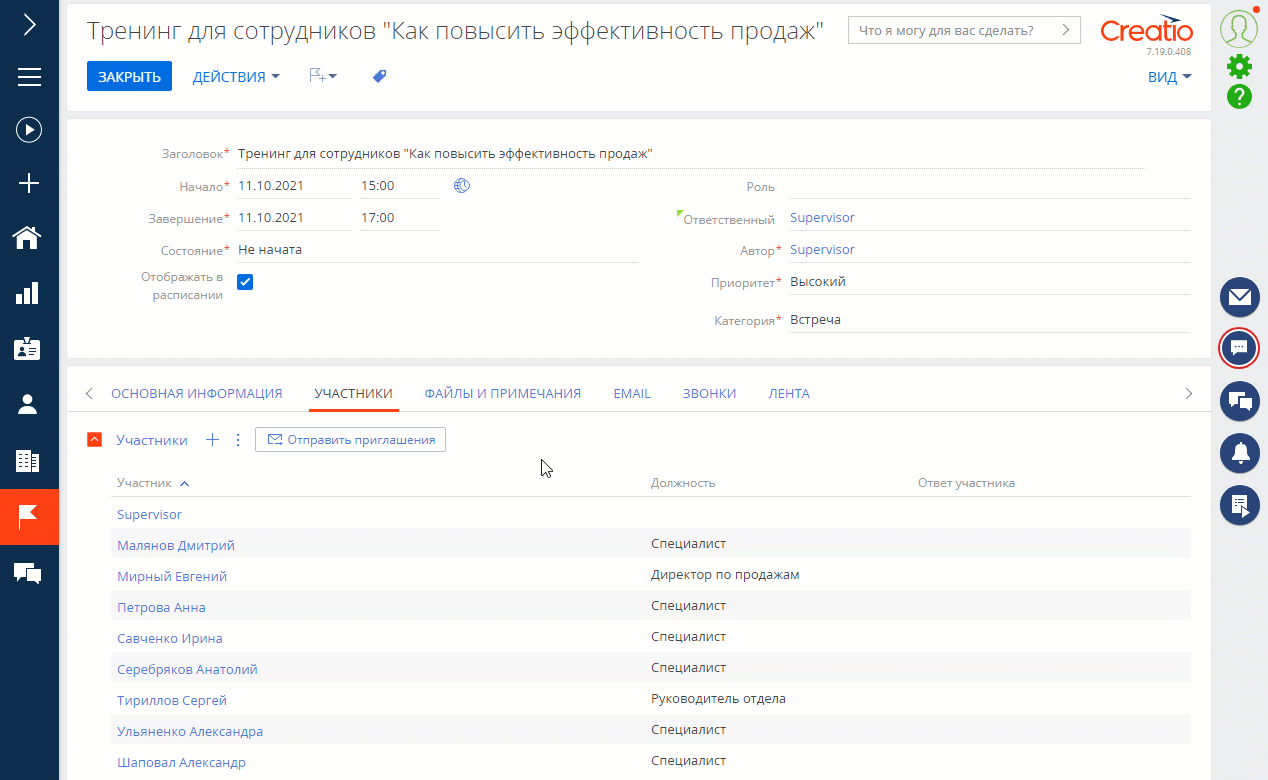 Тренинг для сотрудников "Как повысить эффективность продаж"
Что я могу для вас сделать?
Creatio
7.19.0.408
ЗАКРЫТЬ ДЕЙСТВИЯ ВИД
Заголовок* Тренинг для сотрудников "Как повысить эффективность продаж"
Начало* 11.10.2021 15:00 Роль
Завершение* 11.10.2021 17:00 Ответственный Supervisor
Состояние* Не начата Автор* Supervisor
Отображать в
расписании
Приоритет* Высокий
Категория* Встреча
ОСНОВНАЯ ИНФОРМАЦИЯ УЧАСТНИКИ ФАЙЛЫ И ПРИМЕЧАНИЯ EMAIL ЗВОНКИ ЛЕНТА
Участники Отправить приглашения
Участник Должность Ответ участника
Supervisor
Малянов Дмитрий Специалист
Мирный Евгений Директор по продажам
Петрова Анна Специалист
Савченко Ирина Специалист
Серебряков Анатолий Специалист
Тириллов Сергей Руководитель отдела
Ульяненко Александра Специалист
Шаповал Александр Специалист